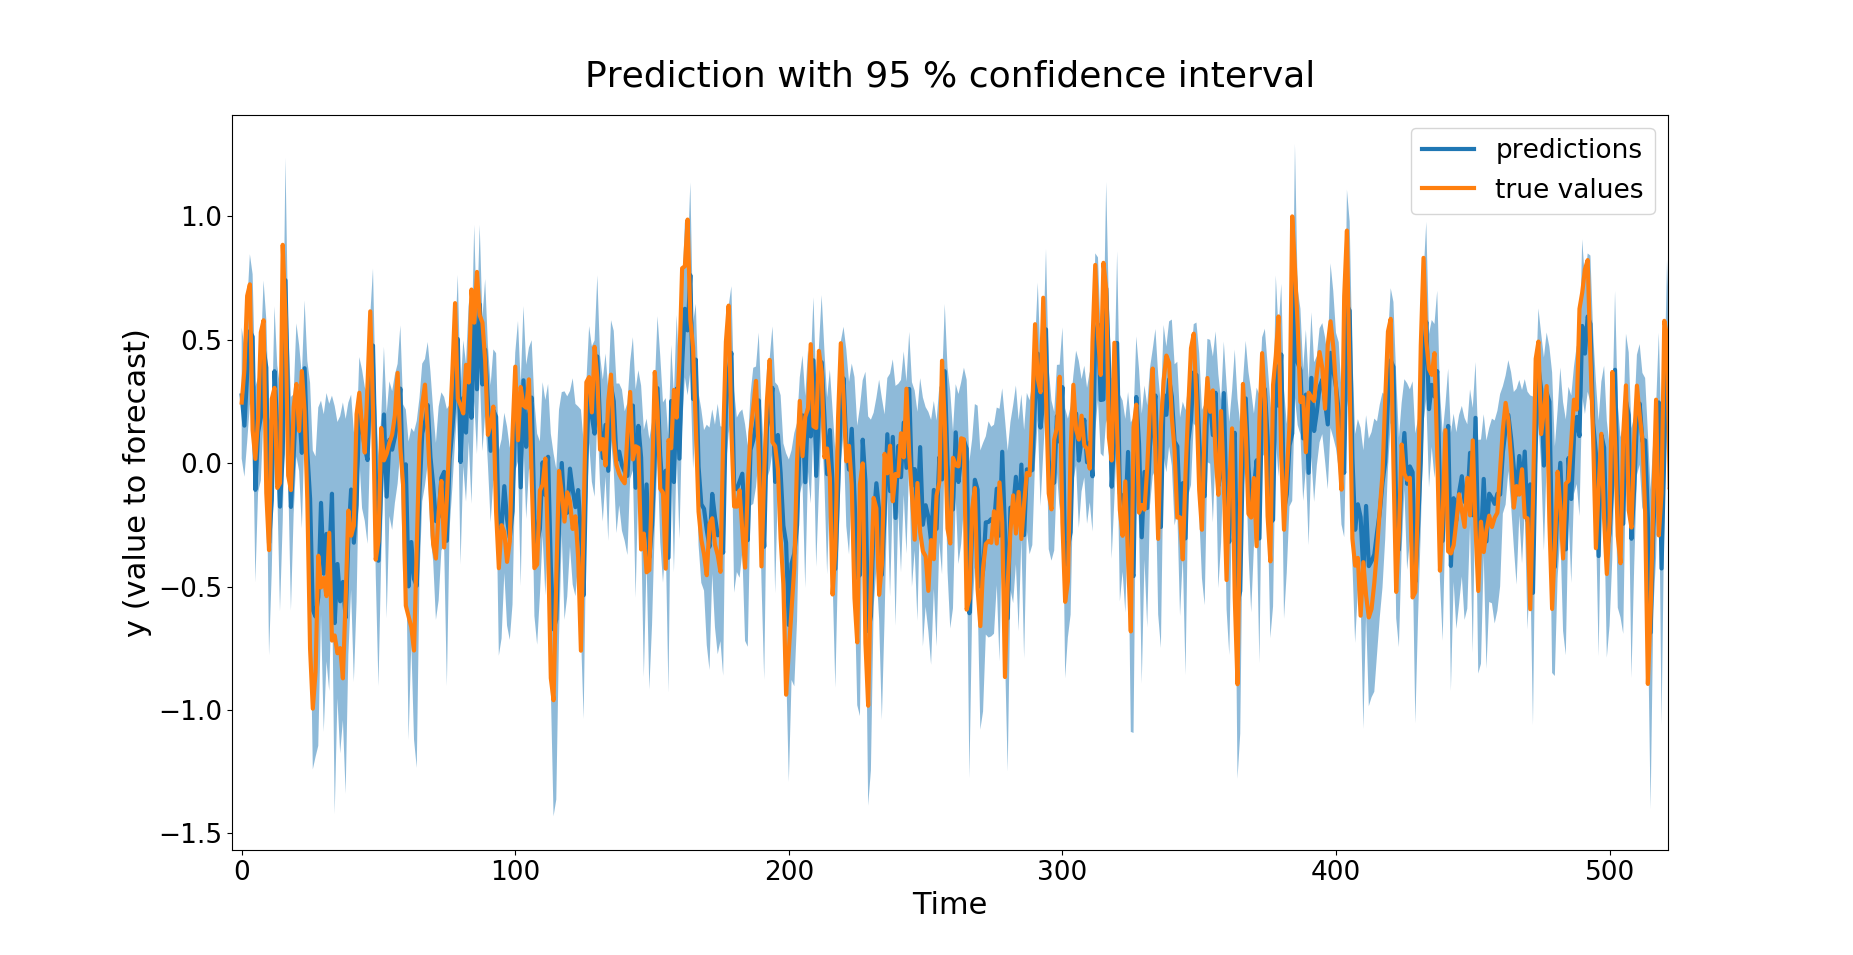 Prediction with 95 % confidence interval
predictions
true values
y (value to forecast)
1.0
0.5
0.0
−0.5
−1.0
−1.5
0 100 200 300 400 500
Time